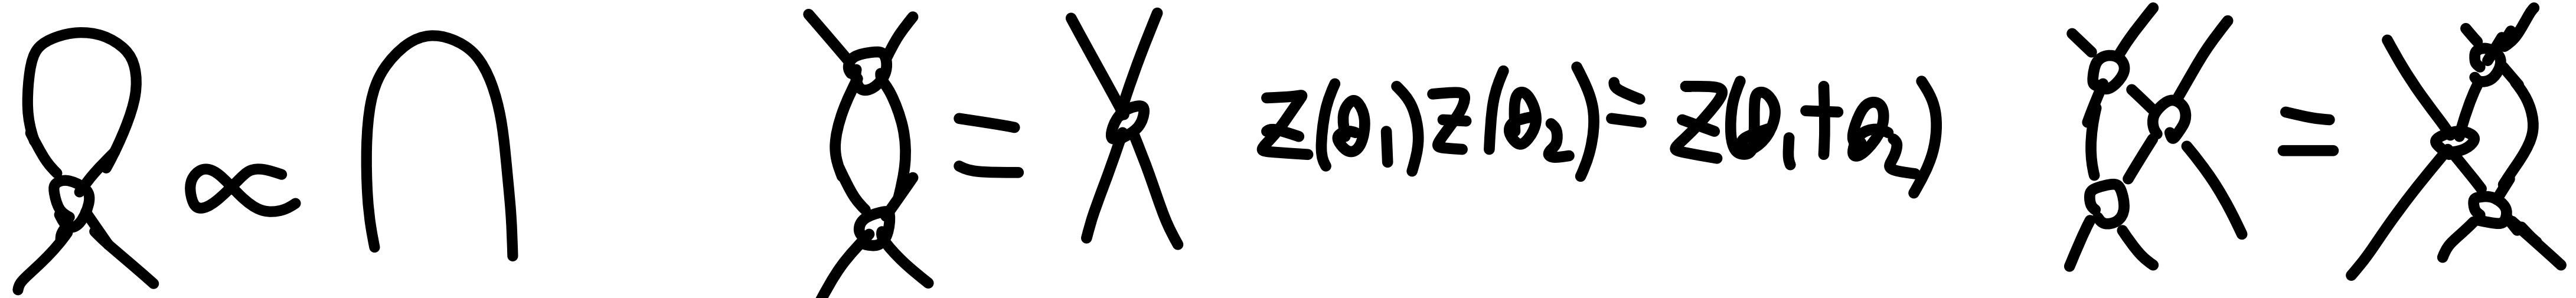 ∝ = z(θ₁)z(θ₂)=z(θ₁+θ₂) =